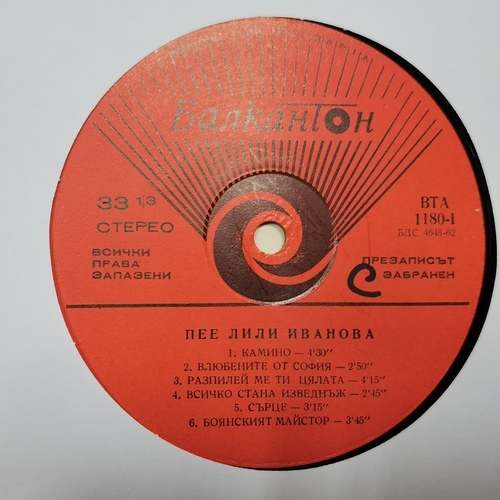 Балкантон
33 1/3
СТЕРЕО
ВСИЧКИ
ПРАВА
ЗАПАЗЕНИ
ВТА
1180-I
БДС 4648-62
ПРЕЗАПИСЪТ
С ЗАБРАНЕН
ПЕЕ ЛИЛИ ИВАНОВА
1. КАМИНО — 4'30"
2. ВЛЮБЕНИТЕ ОТ СОФИЯ — 2'50"
3. РАЗПИЛЕЙ МЕ ТИ ЦЯЛАТА — 4'15"
4. ВСИЧКО СТАНА ИЗВЕДНЪЖ — 2'45"
5. СЪРЦЕ — 3'15"
6. БОЯНСКИЯТ МАЙСТОР — 3'45"